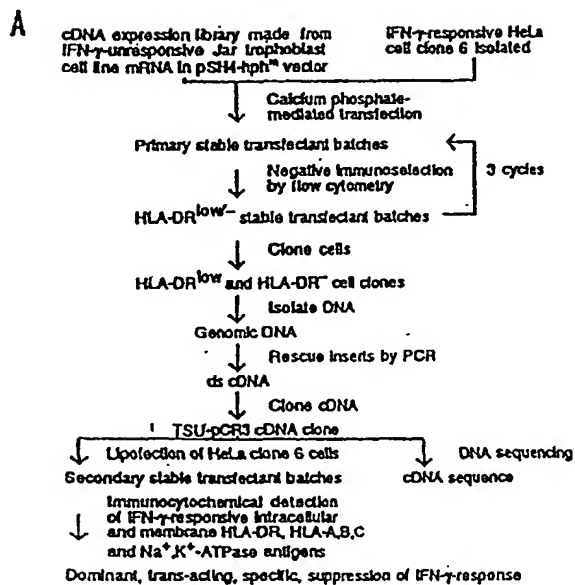 A
cDNA expression library made from
IFN-γ-unresponsive Jar trophoblast
cell line mRNA in pSH4-hphᵐ vector
IFN-γ-responsive HeLa
cell clone 6 isolated
Calcium phosphate-
mediated transfection
Primary stable transfectant batches
Negative immunoselection
by flow cytometry
3 cycles
HLA-DRˡᵒʷ/⁻ stable transfectant batches
Clone cells
HLA-DRˡᵒʷ and HLA-DR⁻ cell clones
Isolate DNA
Genomic DNA
Rescue inserts by PCR
ds cDNA
Clone cDNA
TSU-pCR3 cDNA clone
Lipofection of HeLa clone 6 cells
DNA sequencing
Secondary stable transfectant batches
cDNA sequence
Immunocytochemical detection
of IFN-γ-responsive intracellular
and membrane HLA-DR, HLA-A,B,C
and Na⁺,K⁺-ATPase antigens
Dominant, trans-acting, specific, suppression of IFN-γ-response